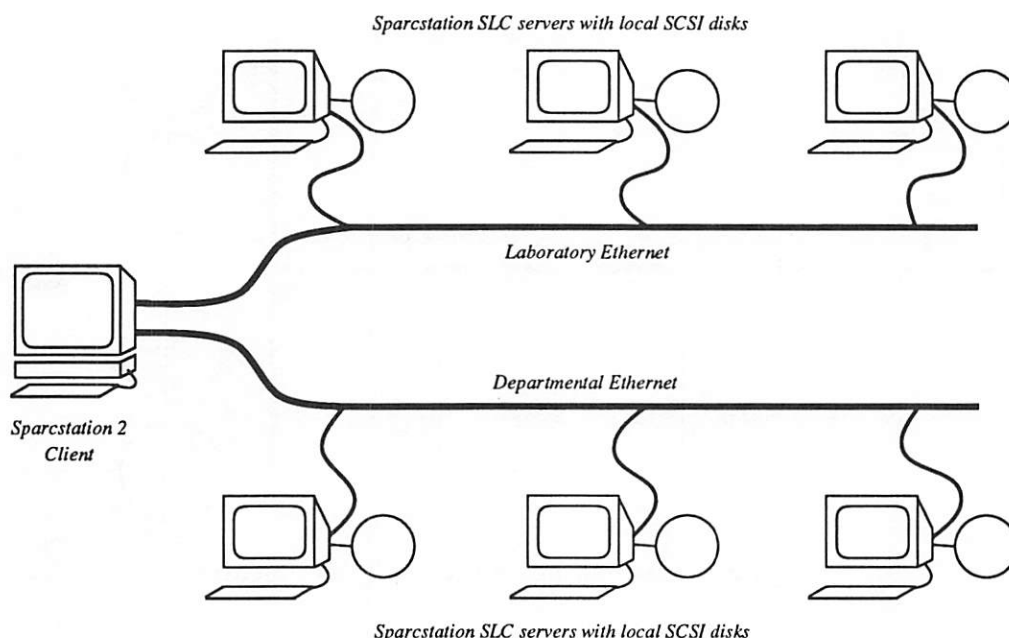 Sparcstation SLC servers with local SCSI disks
Laboratory Ethernet
Departmental Ethernet
Sparcstation 2
Client
Sparcstation SLC servers with local SCSI disks